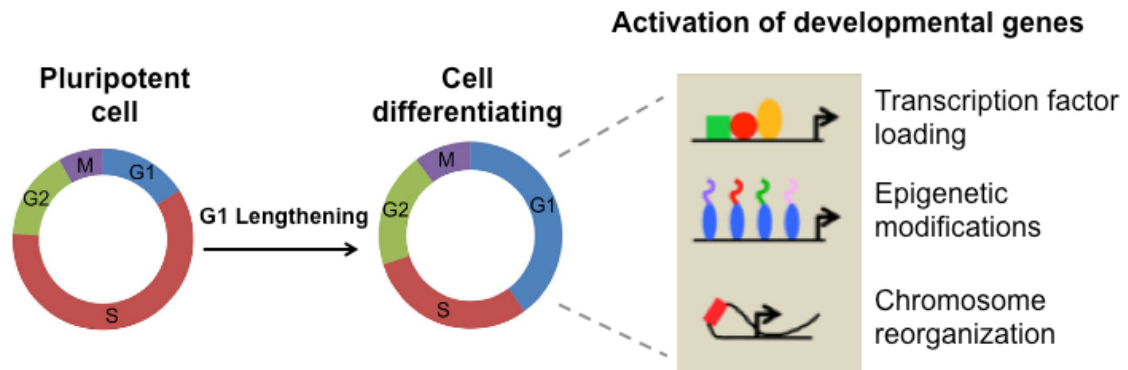 Activation of developmental genes
Pluripotent
cell
Cell
differentiating
Transcription factor
loading
M
G1
G2
S
G1 Lengthening
M
G1
G2
S
Epigenetic
modifications
Chromosome
reorganization